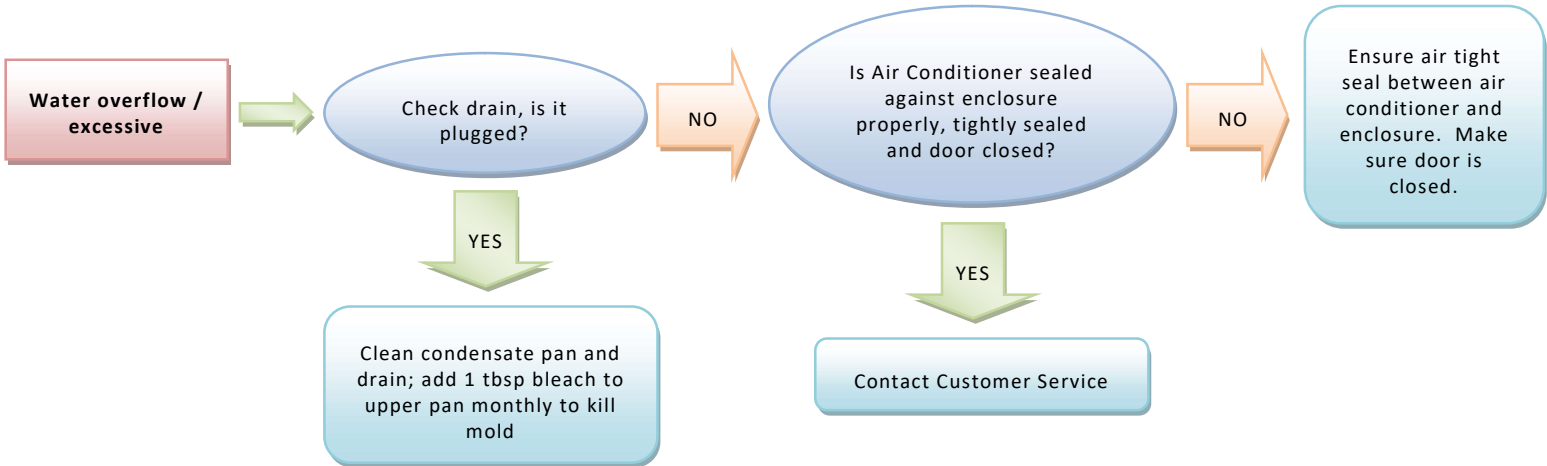 Water overflow /
excessive
Check drain, is it
plugged?
NO
Is Air Conditioner sealed
against enclosure
properly, tightly sealed
and door closed?
NO
Ensure air tight
seal between air
conditioner and
enclosure.  Make
sure door is
closed.
YES
Clean condensate pan and
drain; add 1 tbsp bleach to
upper pan monthly to kill
mold
YES
Contact Customer Service